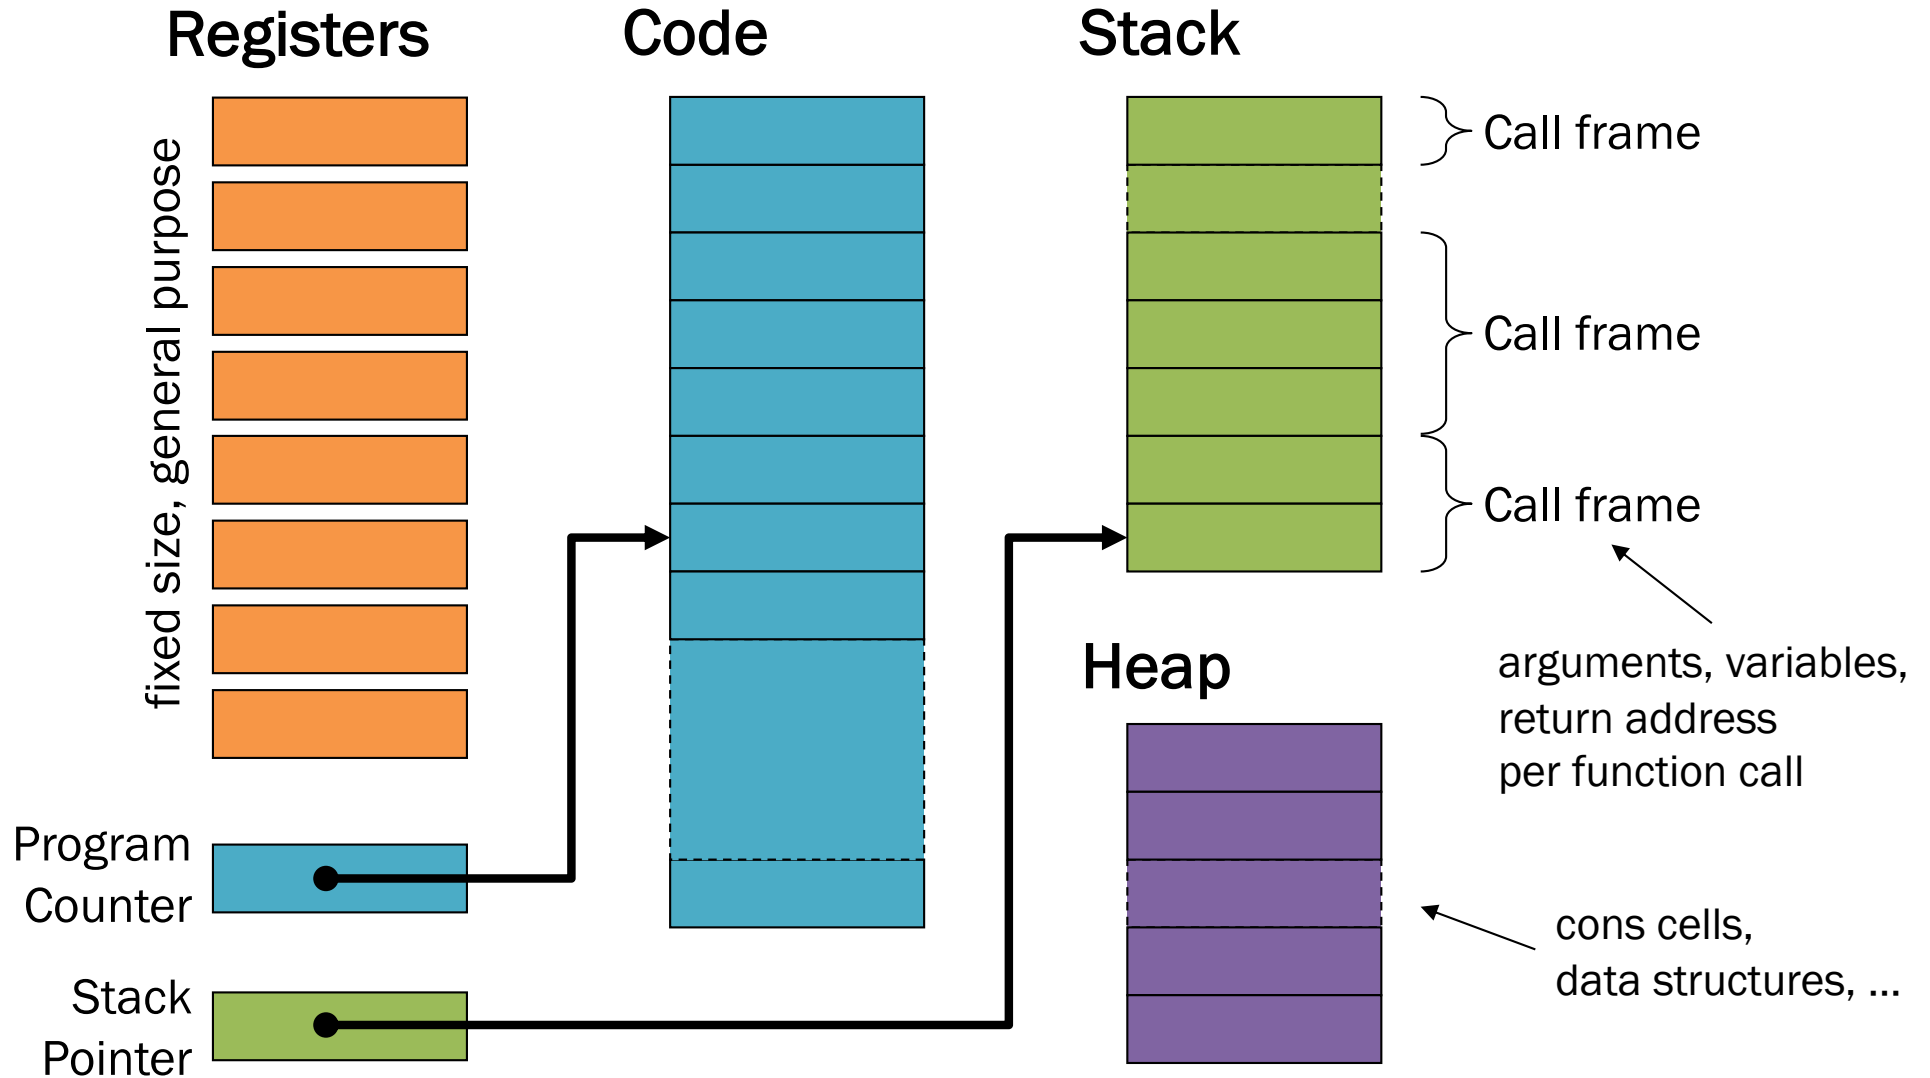 Registers
Code
Stack
fixed size, general purpose
Call frame
Call frame
Call frame
arguments, variables,
return address
per function call
Heap
cons cells,
data structures, ...
Program
Counter
Stack
Pointer